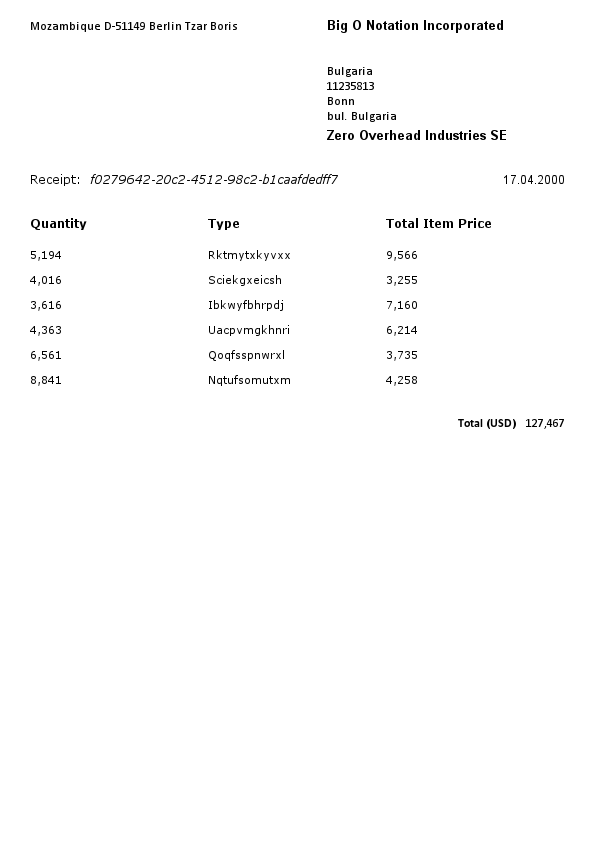 Mozambique D-51149 Berlin Tzar Boris
Big O Notation Incorporated
Bulgaria
11235813
Bonn
bul. Bulgaria
Zero Overhead Industries SE
Receipt: f0279642-20c2-4512-98c2-b1caafdedff7 17.04.2000
Quantity Type Total Item Price
5,194 Rktmytxkyvxx 9,566
4,016 Sciekgxeicsh 3,255
3,616 Ibkwyfbhrpdj 7,160
4,363 Uacpvmgkhnri 6,214
6,561 Qoqfsspnwrxl 3,735
8,841 Nqtufsomutxm 4,258
Total (USD) 127,467